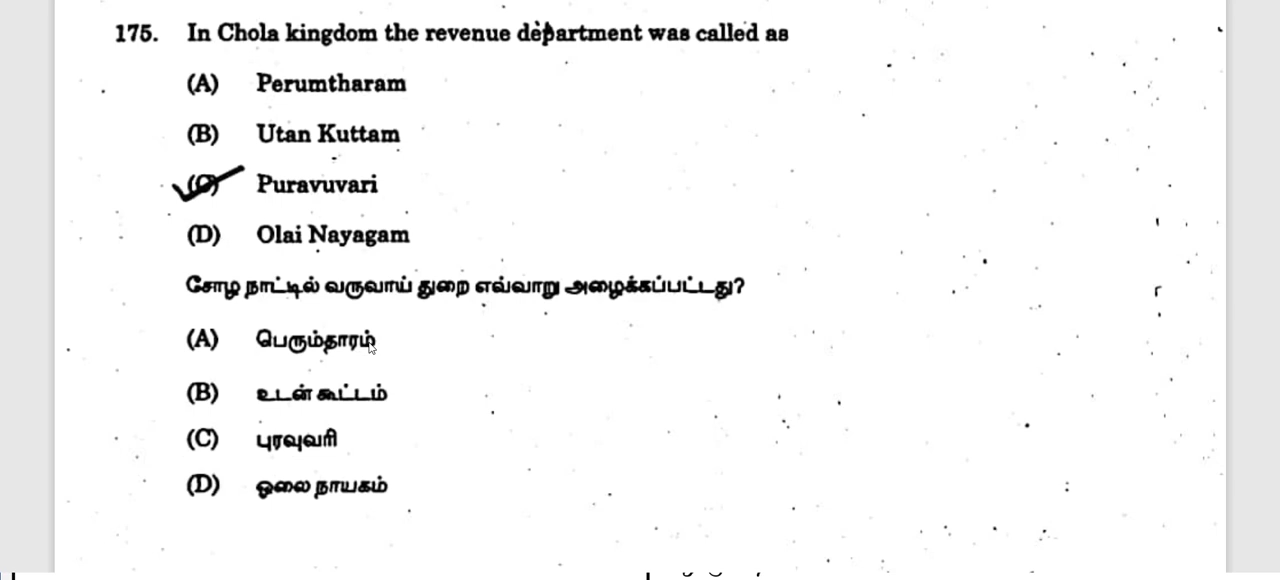 175. In Chola kingdom the revenue department was called as
(A) Perumtharam
(B) Utan Kuttam
(C) Puravuvari
(D) Olai Nayagam
சோழ நாட்டில் வருவாய் துறை எவ்வாறு அழைக்கப்பட்டது?
(A) பெரும்தாரம்
(B) உடன் கூட்டம்
(C) புரவுவரி
(D) ஓலை நாயகம்